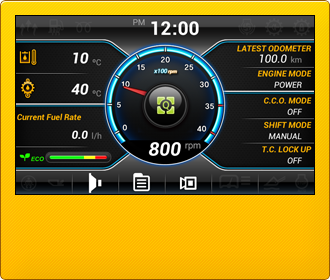 PM 12:00
10 °C
40 °C
Current Fuel Rate
0.0 l/h
ECO
0
5
10
15
20
25
30
35
40
x100 rpm
800 rpm
LATEST ODOMETER
100.0 km
ENGINE MODE
POWER
C.C.O. MODE
OFF
SHIFT MODE
MANUAL
T.C. LOCK UP
OFF